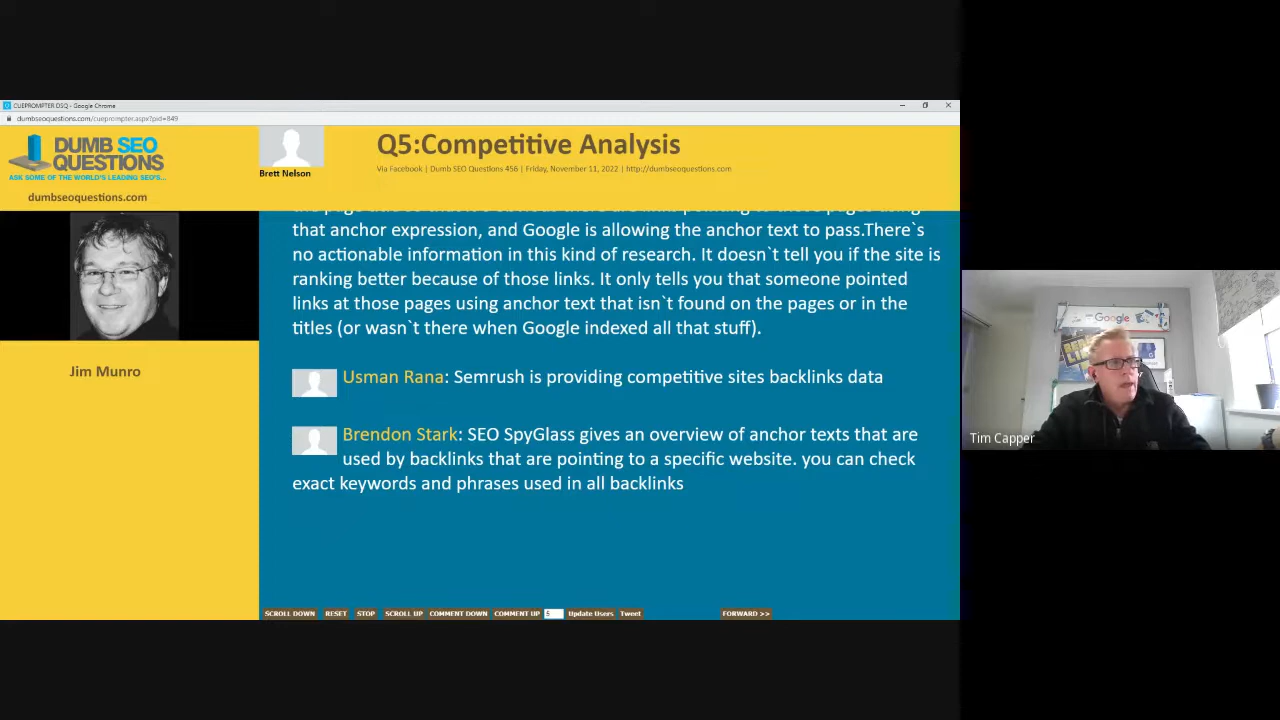 CUEPROMPTER DSQ - Google Chrome
dumbseoquestions.com/cueprompter.aspx?pid=849
DUMB SEO
QUESTIONS
ASK SOME OF THE WORLD'S LEADING SEO'S...
dumbseoquestions.com
Brett Nelson
Q5:Competitive Analysis
Via Facebook | Dumb SEO Questions 456 | Friday, November 11, 2022 | http://dumbseoquestions.com
Jim Munro
that anchor expression, and Google is allowing the anchor text to pass.There`s
no actionable information in this kind of research. It doesn`t tell you if the site is
ranking better because of those links. It only tells you that someone pointed
links at those pages using anchor text that isn`t found on the pages or in the
titles (or wasn`t there when Google indexed all that stuff).
Usman Rana: Semrush is providing competitive sites backlinks data
Brendon Stark: SEO SpyGlass gives an overview of anchor texts that are
used by backlinks that are pointing to a specific website. you can check
exact keywords and phrases used in all backlinks
SCROLL DOWN RESET STOP SCROLL UP COMMENT DOWN COMMENT UP 5 Update Users Tweet FORWARD >>
Google
Tim Capper